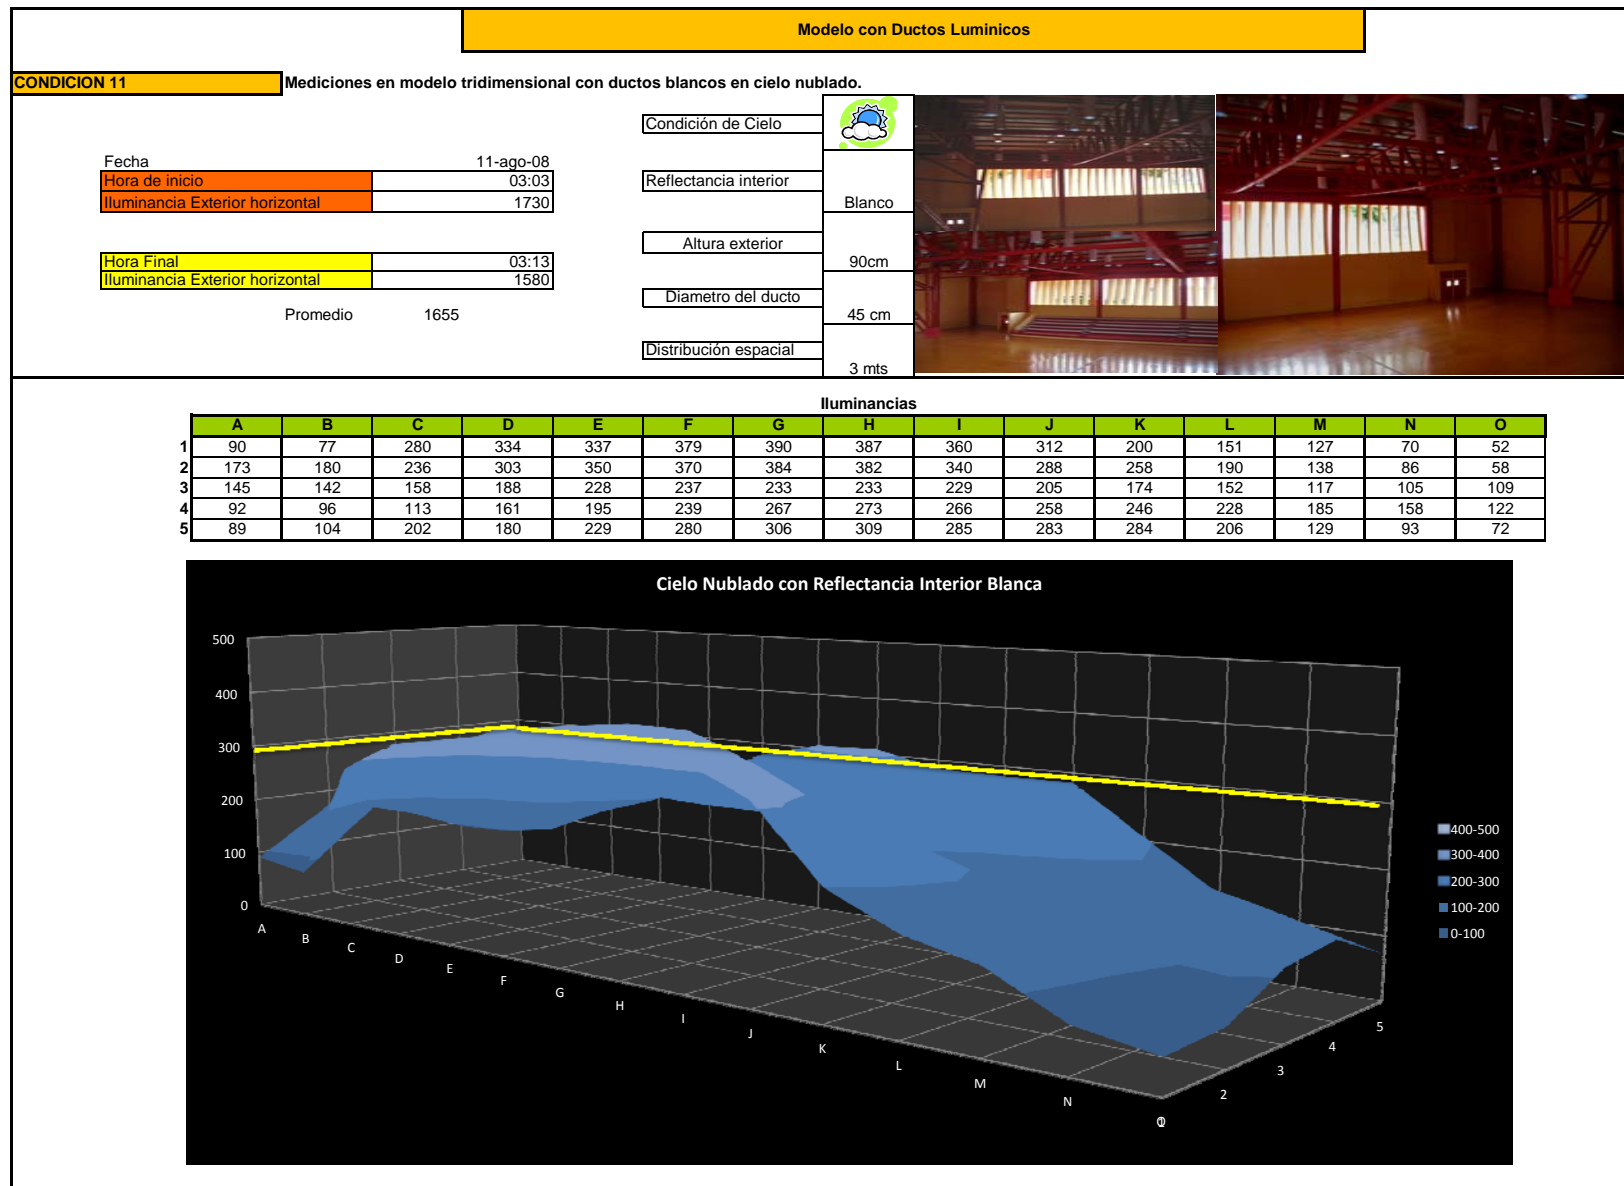 Modelo con Ductos Luminicos
CONDICION 11 Mediciones en modelo tridimensional con ductos blancos en cielo nublado.
Condición de Cielo
Fecha 11-ago-08
Hora de inicio 03:03
Iluminancia Exterior horizontal 1730
Reflectancia interior Blanco
Altura exterior 90cm
Hora Final 03:13
Iluminancia Exterior horizontal 1580
Diametro del ducto 45 cm
Promedio 1655
Distribución espacial 3 mts
Iluminancias
A B C D E F G H I J K L M N O
1 90 77 280 334 337 379 390 387 360 312 200 151 127 70 52
2 173 180 236 303 350 370 384 382 340 288 258 190 138 86 58
3 145 142 158 188 228 237 233 233 229 205 174 152 117 105 109
4 92 96 113 161 195 239 267 273 266 258 246 228 185 158 122
5 89 104 202 180 229 280 306 309 285 283 284 206 129 93 72
Cielo Nublado con Reflectancia Interior Blanca
500
400
300
200
100
0
A B C D E F G H I J K L M N O
1 2 3 4 5
400-500
300-400
200-300
100-200
0-100